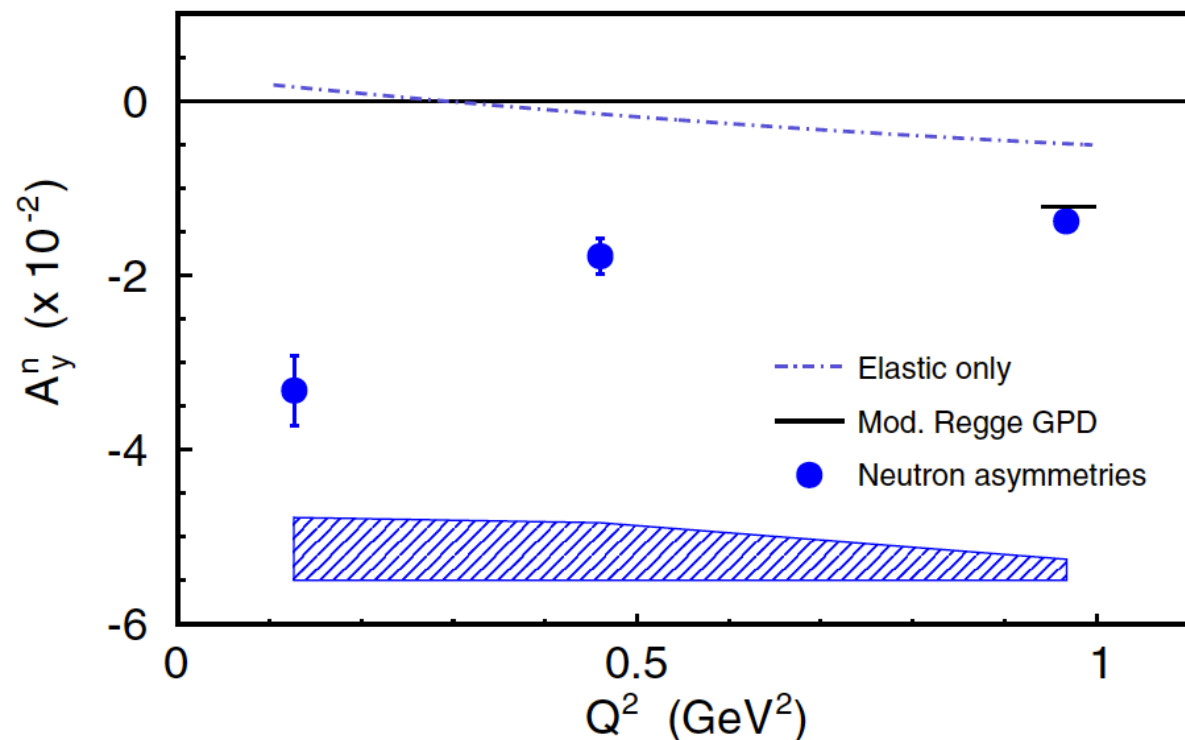 0
-2
-4
-6
A_y^n (x 10^-2)
Elastic only
Mod. Regge GPD
Neutron asymmetries
0
0.5
1
Q^2 (GeV^2)